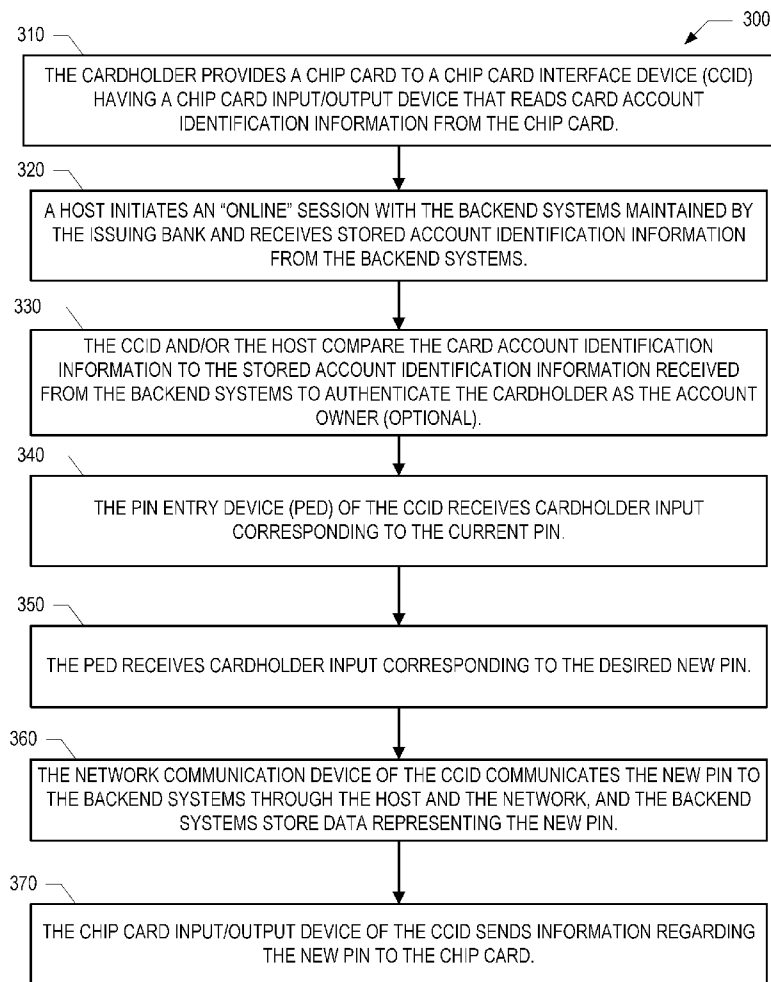 300
310
THE CARDHOLDER PROVIDES A CHIP CARD TO A CHIP CARD INTERFACE DEVICE (CCID)
HAVING A CHIP CARD INPUT/OUTPUT DEVICE THAT READS CARD ACCOUNT
IDENTIFICATION INFORMATION FROM THE CHIP CARD.
320
A HOST INITIATES AN "ONLINE" SESSION WITH THE BACKEND SYSTEMS MAINTAINED BY
THE ISSUING BANK AND RECEIVES STORED ACCOUNT IDENTIFICATION INFORMATION
FROM THE BACKEND SYSTEMS.
330
THE CCID AND/OR THE HOST COMPARE THE CARD ACCOUNT IDENTIFICATION
INFORMATION TO THE STORED ACCOUNT IDENTIFICATION INFORMATION RECEIVED
FROM THE BACKEND SYSTEMS TO AUTHENTICATE THE CARDHOLDER AS THE ACCOUNT
OWNER (OPTIONAL).
340
THE PIN ENTRY DEVICE (PED) OF THE CCID RECEIVES CARDHOLDER INPUT
CORRESPONDING TO THE CURRENT PIN.
350
THE PED RECEIVES CARDHOLDER INPUT CORRESPONDING TO THE DESIRED NEW PIN.
360
THE NETWORK COMMUNICATION DEVICE OF THE CCID COMMUNICATES THE NEW PIN TO
THE BACKEND SYSTEMS THROUGH THE HOST AND THE NETWORK, AND THE BACKEND
SYSTEMS STORE DATA REPRESENTING THE NEW PIN.
370
THE CHIP CARD INPUT/OUTPUT DEVICE OF THE CCID SENDS INFORMATION REGARDING
THE NEW PIN TO THE CHIP CARD.